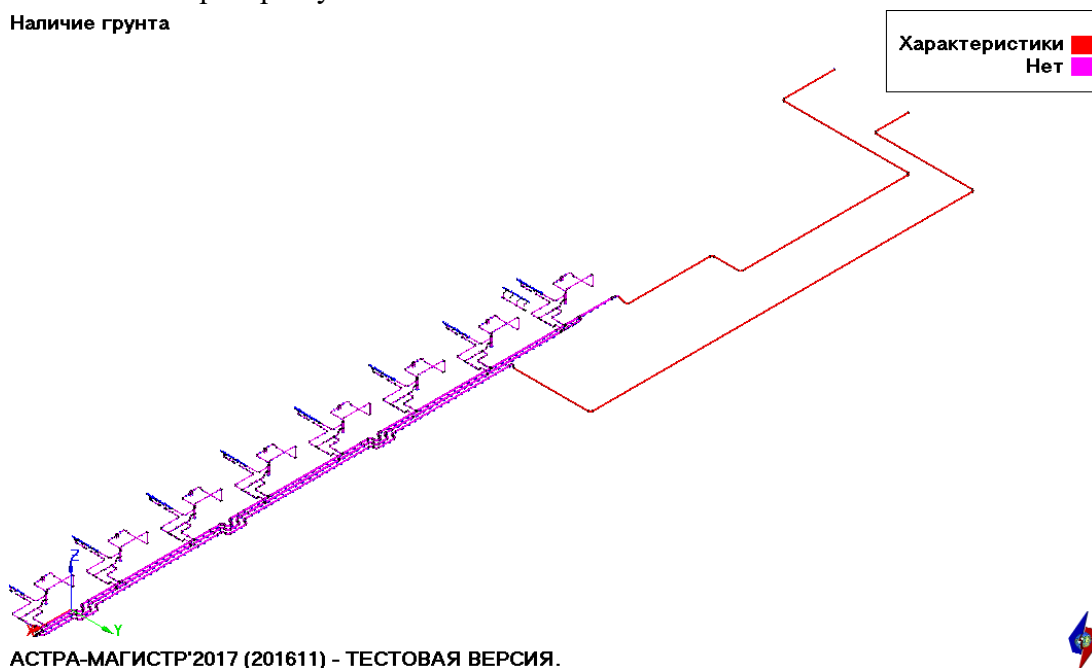 Наличие грунта
Характеристики
Нет
Z
X
Y
АСТРА-МАГИСТР'2017 (201611) - ТЕСТОВАЯ ВЕРСИЯ.